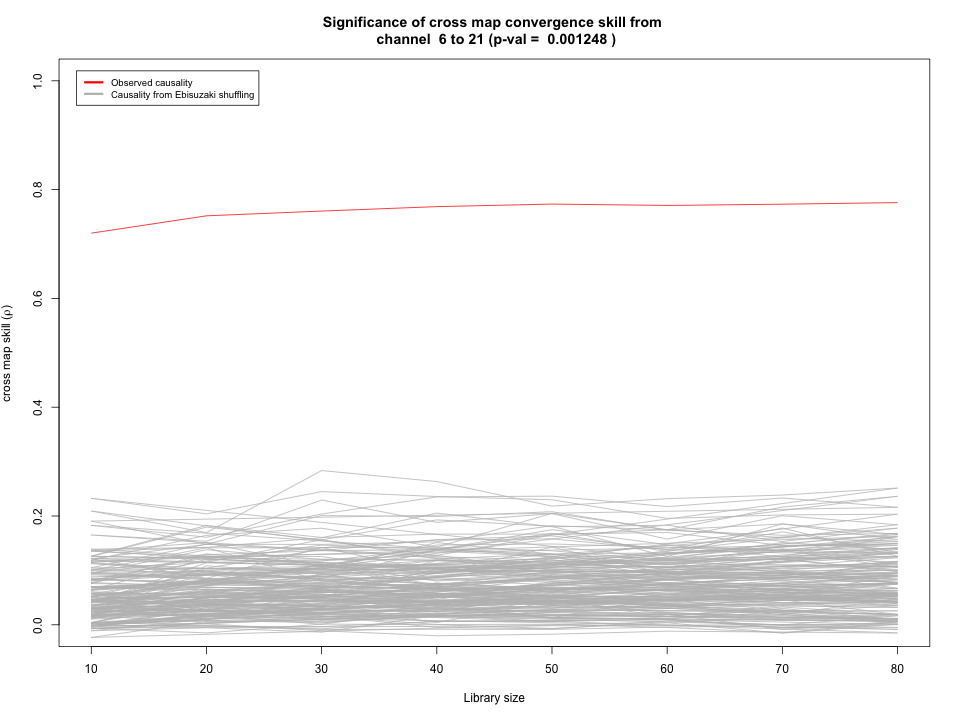 Significance of cross map convergence skill from
channel  6 to 21 (p-val =  0.001248 )
Observed causality
Causality from Ebisuzaki shuffling
cross map skill (ρ)
1.0
0.8
0.6
0.4
0.2
0.0
10 20 30 40 50 60 70 80
Library size